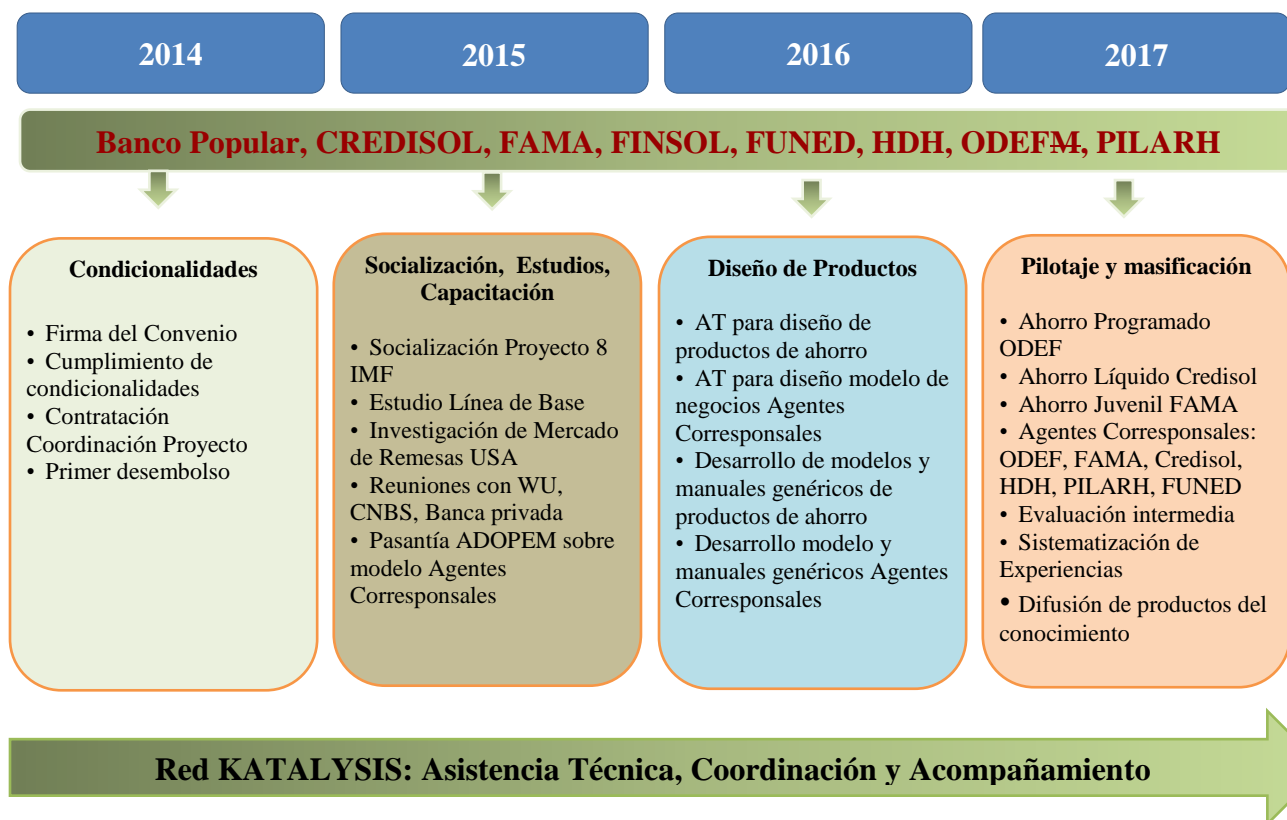 2014
2015
2016
2017
Banco Popular, CREDISOL, FAMA, FINSOL, FUNED, HDH, ODEFM, PILARH
Condicionalidades
• Firma del Convenio
• Cumplimiento de
condicionalidades
• Contratación
Coordinación Proyecto
• Primer desembolso
Socialización, Estudios,
Capacitación
• Socialización Proyecto 8
IMF
• Estudio Línea de Base
• Investigación de Mercado
de Remesas USA
• Reuniones con WU,
CNBS, Banca privada
• Pasantía ADOPEM sobre
modelo Agentes
Corresponsales
Diseño de Productos
• AT para diseño de
productos de ahorro
• AT para diseño modelo de
negocios Agentes
Corresponsales
• Desarrollo de modelos y
manuales genéricos de
productos de ahorro
• Desarrollo modelo y
manuales genéricos Agentes
Corresponsales
Pilotaje y masificación
• Ahorro Programado
ODEF
• Ahorro Líquido Credisol
• Ahorro Juvenil FAMA
• Agentes Corresponsales:
ODEF, FAMA, Credisol,
HDH, PILARH, FUNED
• Evaluación intermedia
• Sistematización de
Experiencias
• Difusión de productos del
conocimiento
Red KATALYSIS: Asistencia Técnica, Coordinación y Acompañamiento